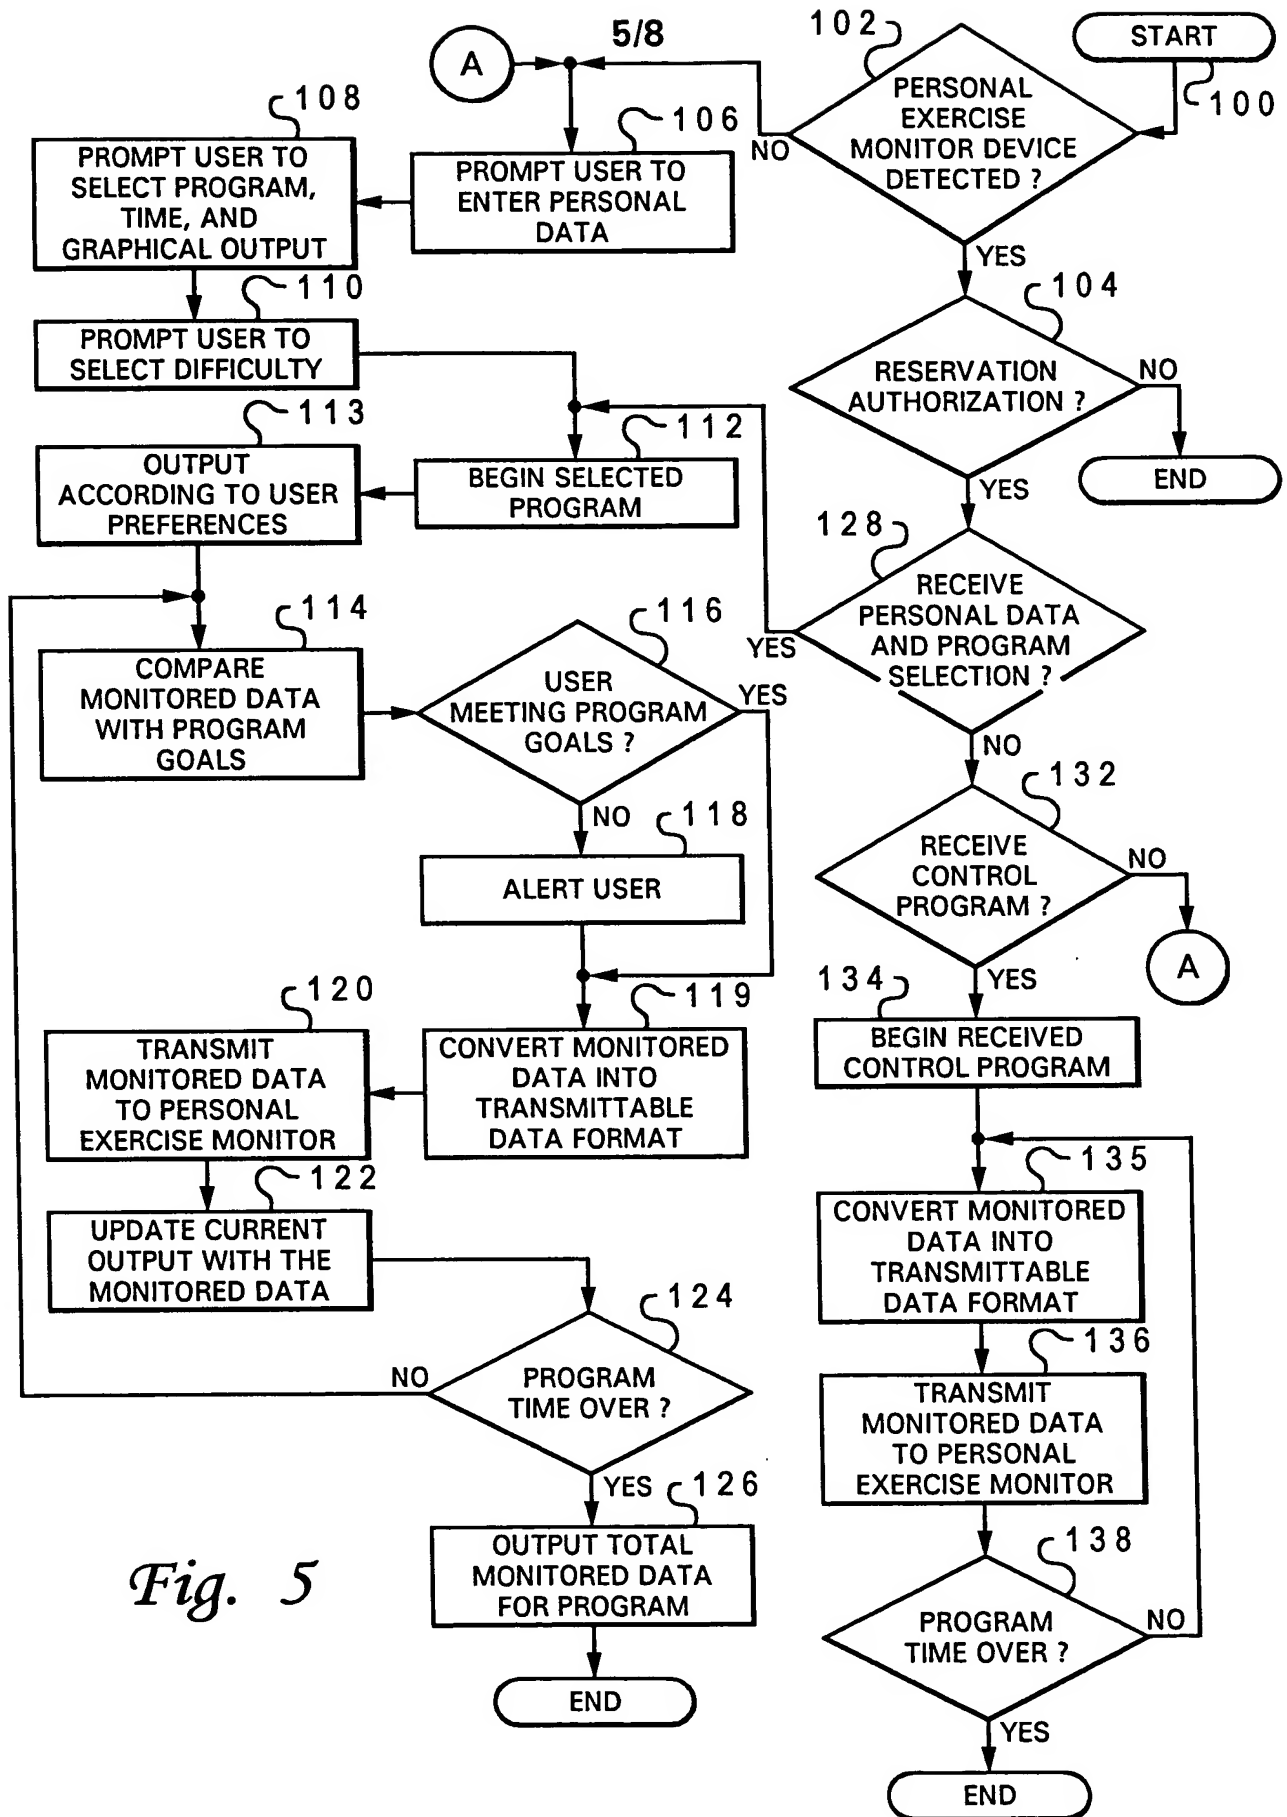 5/8
START
100
102
PERSONAL
EXERCISE
MONITOR DEVICE
DETECTED ?
NO
YES
A
106
PROMPT USER TO
ENTER PERSONAL
DATA
108
PROMPT USER TO
SELECT PROGRAM,
TIME, AND
GRAPHICAL OUTPUT
110
PROMPT USER TO
SELECT DIFFICULTY
104
RESERVATION
AUTHORIZATION ?
NO
END
YES
112
BEGIN SELECTED
PROGRAM
113
OUTPUT
ACCORDING TO USER
PREFERENCES
128
RECEIVE
PERSONAL DATA
AND PROGRAM
SELECTION ?
YES
NO
114
COMPARE
MONITORED DATA
WITH PROGRAM
GOALS
116
USER
MEETING PROGRAM
GOALS ?
YES
NO
118
ALERT USER
132
RECEIVE
CONTROL
PROGRAM ?
NO
A
YES
134
BEGIN RECEIVED
CONTROL PROGRAM
119
CONVERT MONITORED
DATA INTO
TRANSMITTABLE
DATA FORMAT
120
TRANSMIT
MONITORED DATA
TO PERSONAL
EXERCISE MONITOR
122
UPDATE CURRENT
OUTPUT WITH THE
MONITORED DATA
124
PROGRAM
TIME OVER ?
NO
YES
126
OUTPUT TOTAL
MONITORED DATA
FOR PROGRAM
END
135
CONVERT MONITORED
DATA INTO
TRANSMITTABLE
DATA FORMAT
136
TRANSMIT
MONITORED DATA
TO PERSONAL
EXERCISE MONITOR
138
PROGRAM
TIME OVER ?
NO
YES
END
Fig. 5